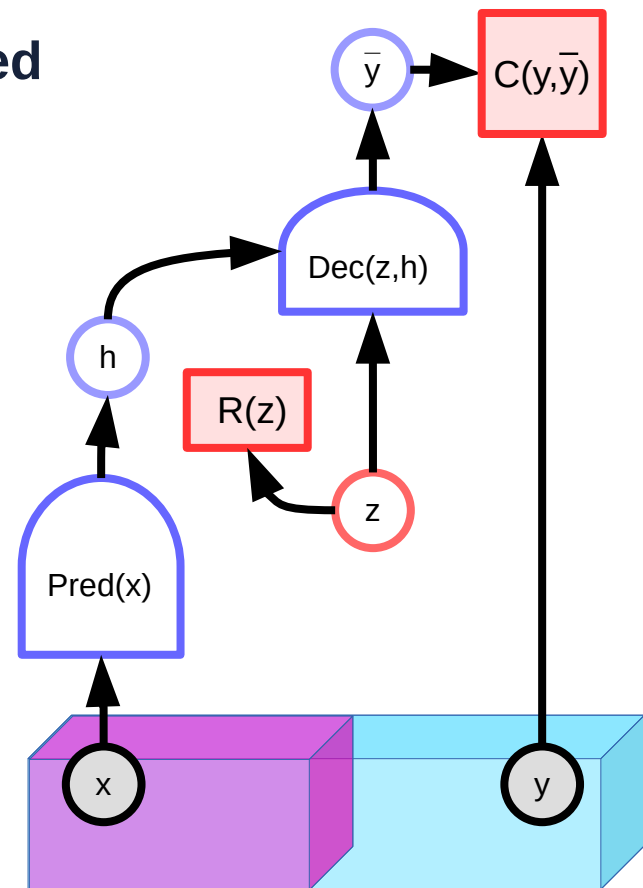 ed
y̅
C(y,y̅)
Dec(z,h)
h
R(z)
z
Pred(x)
x
y